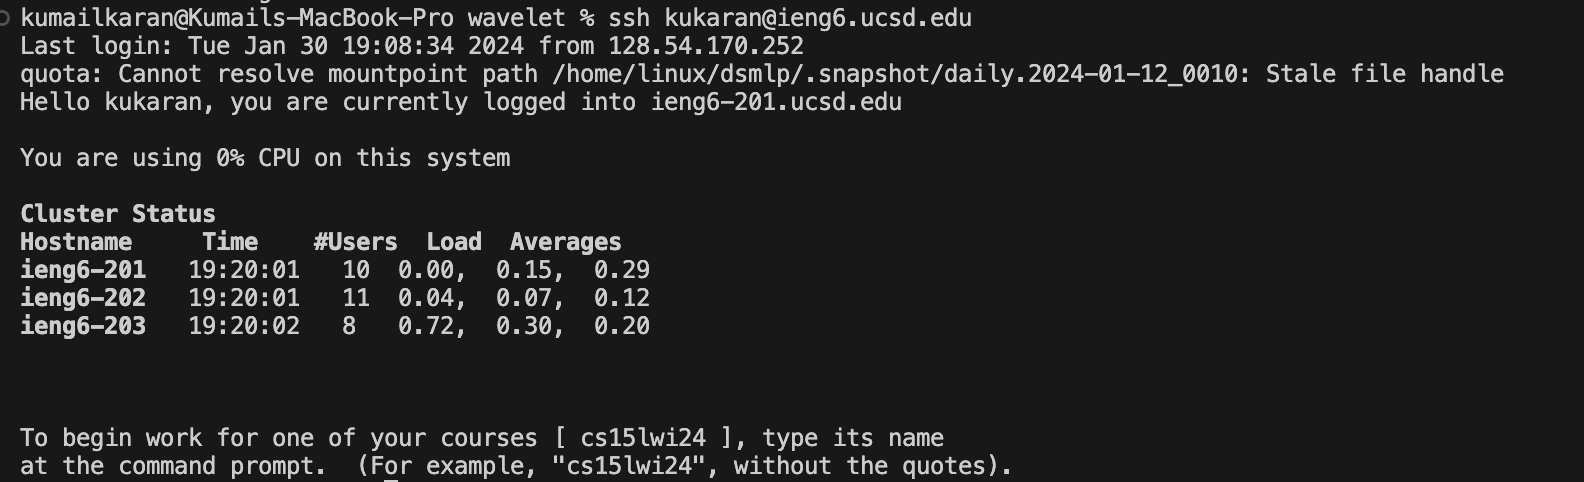 kumailkaran@Kumails-MacBook-Pro wavelet % ssh kukaran@ieng6.ucsd.edu
Last login: Tue Jan 30 19:08:34 2024 from 128.54.170.252
quota: Cannot resolve mountpoint path /home/linux/dsmlp/.snapshot/daily.2024-01-12_0010: Stale file handle
Hello kukaran, you are currently logged into ieng6-201.ucsd.edu
You are using 0% CPU on this system
Cluster Status
Hostname     Time    #Users  Load  Averages
ieng6-201   19:20:01   10  0.00,  0.15,  0.29
ieng6-202   19:20:01   11  0.04,  0.07,  0.12
ieng6-203   19:20:02   8   0.72,  0.30,  0.20
To begin work for one of your courses [ cs15lwi24 ], type its name
at the command prompt.  (For example, "cs15lwi24", without the quotes).